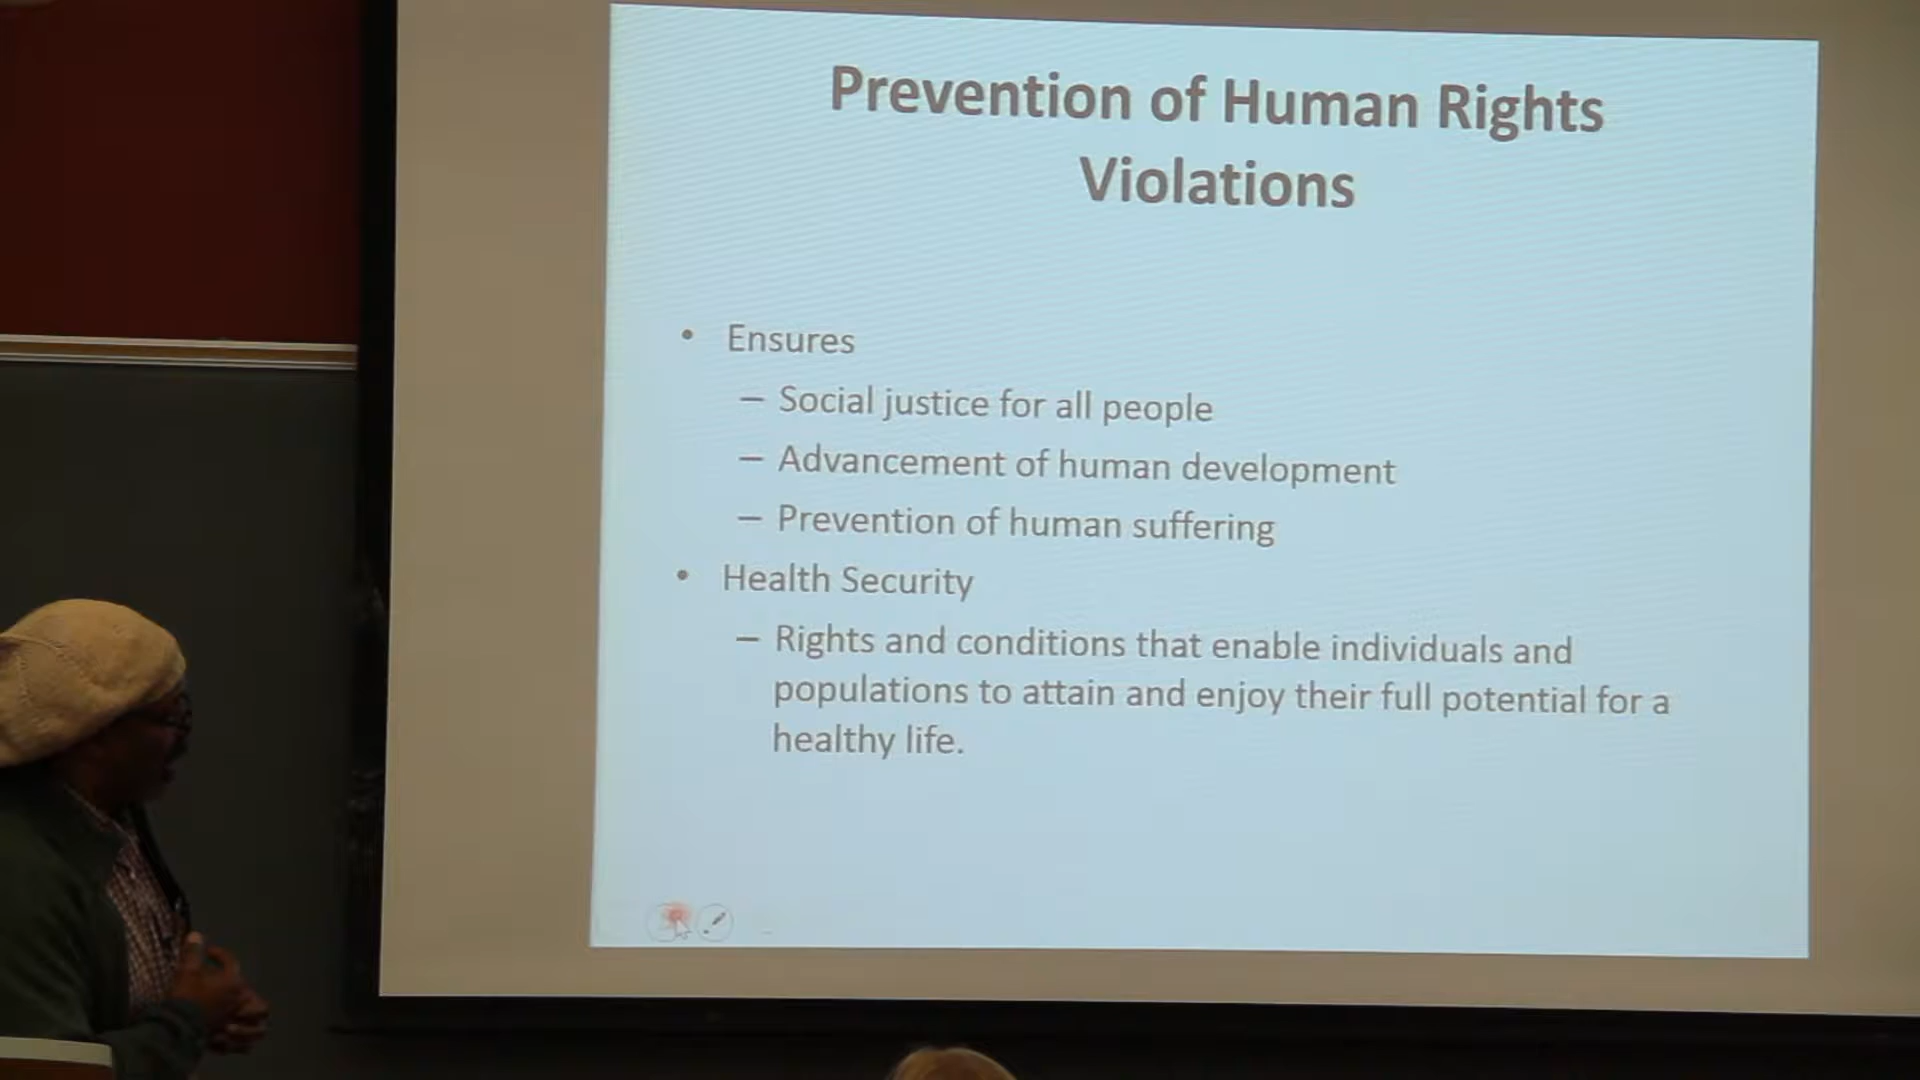 Prevention of Human Rights
Violations
• Ensures
– Social justice for all people
– Advancement of human development
– Prevention of human suffering
• Health Security
– Rights and conditions that enable individuals and
populations to attain and enjoy their full potential for a
healthy life.